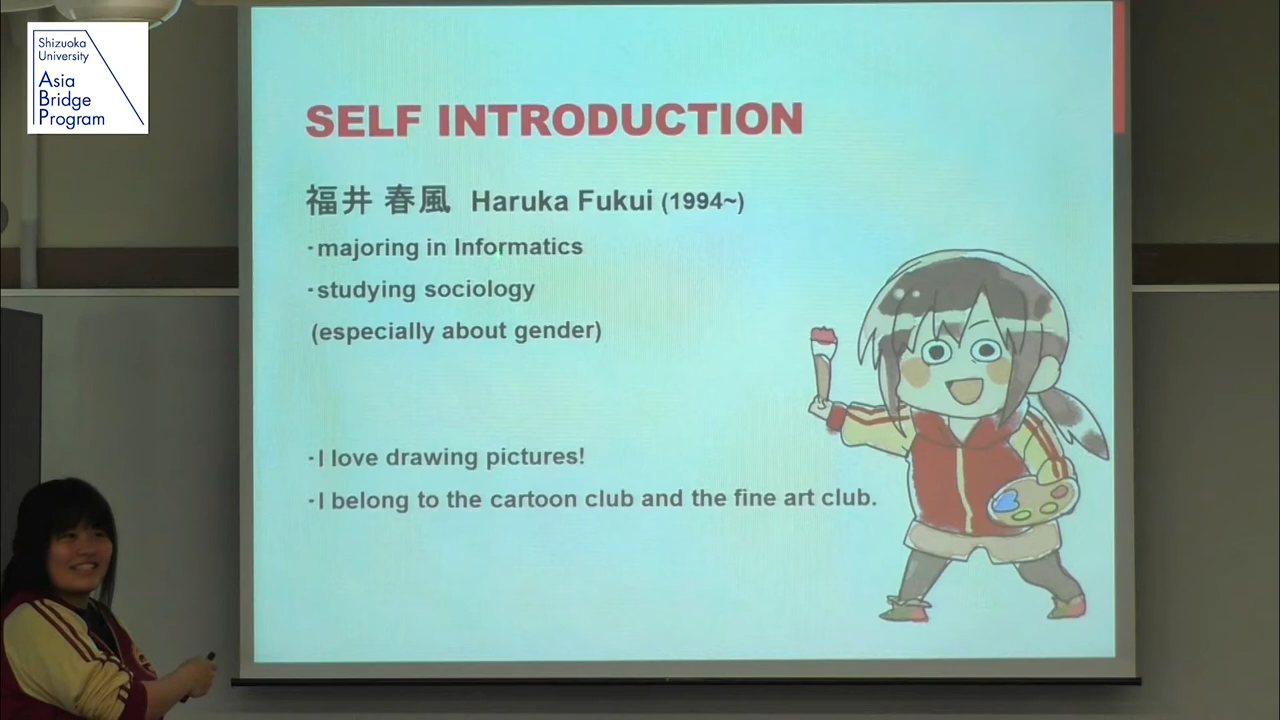 Shizuoka
University
Asia
Bridge
Program
SELF INTRODUCTION
福井 春風 Haruka Fukui (1994~)
・majoring in Informatics
・studying sociology
(especially about gender)
・I love drawing pictures!
・I belong to the cartoon club and the fine art club.